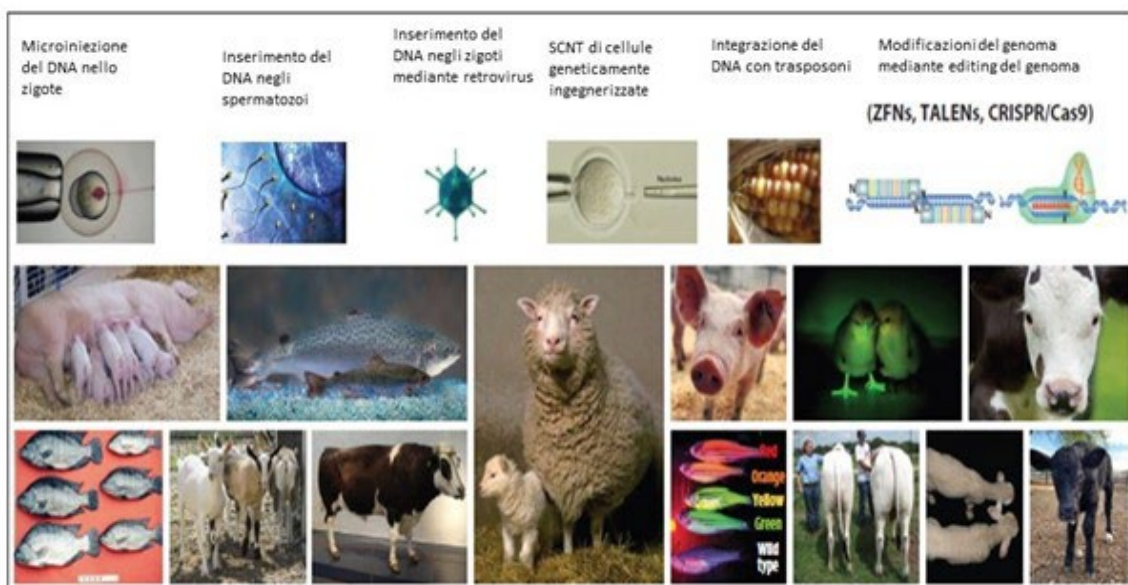 Microiniezione
del DNA nello
zigote
Inserimento del
DNA negli
spermatozoi
Inserimento del
DNA negli zigoti
mediante retrovirus
SCNT di cellule
geneticamente
ingegnerizzate
Integrazione del
DNA con trasposoni
Modificazioni del genoma
mediante editing del genoma
(ZFNs, TALENs, CRISPR/Cas9)
N
N
Red
Orange
Yellow
Green
Wild
type